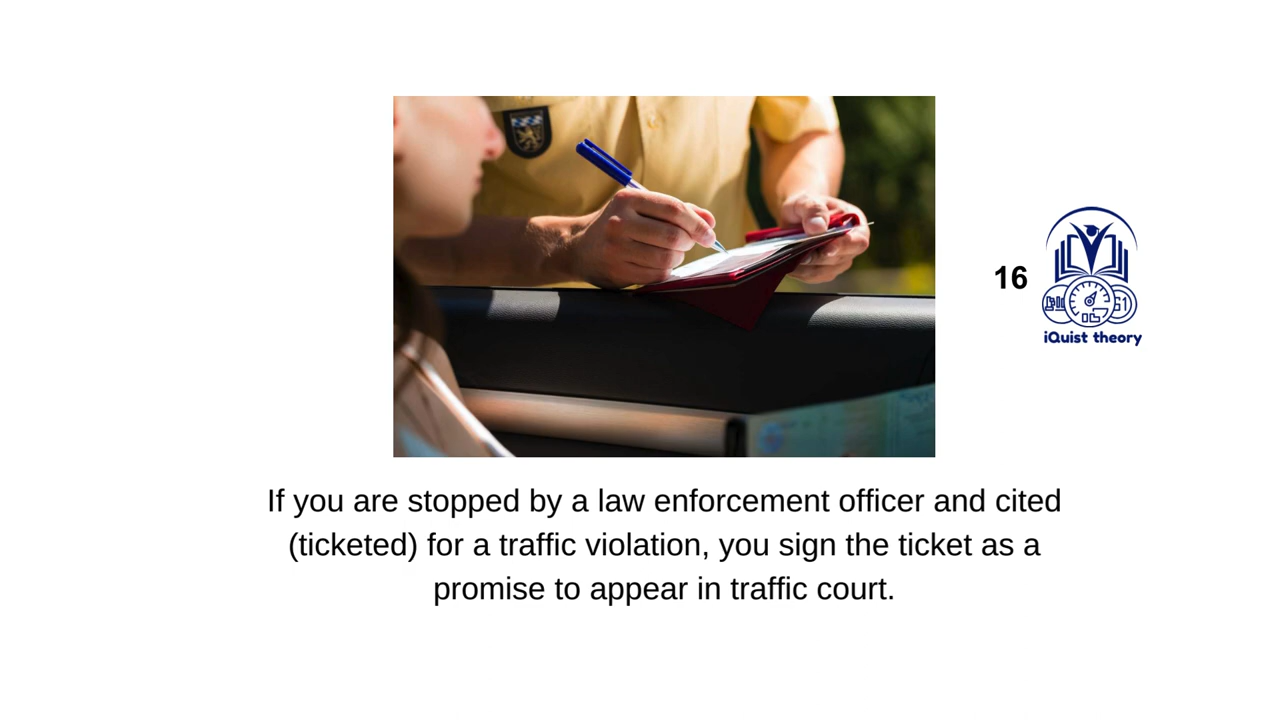 16
iQuist theory
If you are stopped by a law enforcement officer and cited
(ticketed) for a traffic violation, you sign the ticket as a
promise to appear in traffic court.